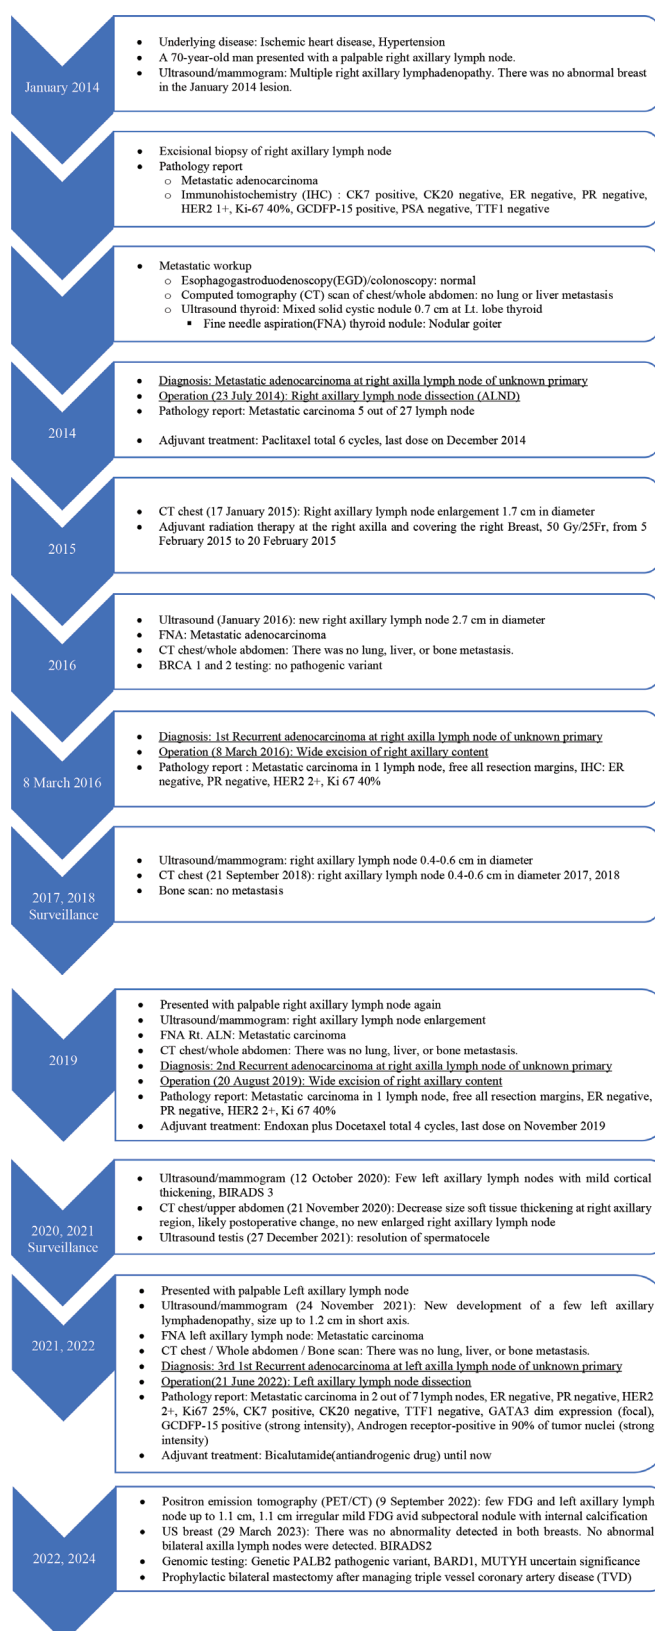 January 2014
• Underlying disease: Ischemic heart disease, Hypertension
• A 70-year-old man presented with a palpable right axillary lymph node.
• Ultrasound/mammogram: Multiple right axillary lymphadenopathy. There was no abnormal breast
in the January 2014 lesion.
• Excisional biopsy of right axillary lymph node
• Pathology report
o Metastatic adenocarcinoma
o Immunohistochemistry (IHC) : CK7 positive, CK20 negative, ER negative, PR negative,
HER2 1+, Ki-67 40%, GCDFP-15 positive, PSA negative, TTF1 negative
• Metastatic workup
o Esophagogastroduodenoscopy(EGD)/colonoscopy: normal
o Computed tomography (CT) scan of chest/whole abdomen: no lung or liver metastasis
o Ultrasound thyroid: Mixed solid cystic nodule 0.7 cm at Lt. lobe thyroid
▪ Fine needle aspiration(FNA) thyroid nodule: Nodular goiter
2014
• Diagnosis: Metastatic adenocarcinoma at right axilla lymph node of unknown primary
• Operation (23 July 2014): Right axillary lymph node dissection (ALND)
• Pathology report: Metastatic carcinoma 5 out of 27 lymph node
• Adjuvant treatment: Paclitaxel total 6 cycles, last dose on December 2014
2015
• CT chest (17 January 2015): Right axillary lymph node enlargement 1.7 cm in diameter
• Adjuvant radiation therapy at the right axilla and covering the right Breast, 50 Gy/25Fr, from 5
February 2015 to 20 February 2015
2016
• Ultrasound (January 2016): new right axillary lymph node 2.7 cm in diameter
• FNA: Metastatic adenocarcinoma
• CT chest/whole abdomen: There was no lung, liver, or bone metastasis.
• BRCA 1 and 2 testing: no pathogenic variant
8 March 2016
• Diagnosis: 1st Recurrent adenocarcinoma at right axilla lymph node of unknown primary
• Operation (8 March 2016): Wide excision of right axillary content
• Pathology report : Metastatic carcinoma in 1 lymph node, free all resection margins, IHC: ER
negative, PR negative, HER2 2+, Ki 67 40%
2017, 2018
Surveillance
• Ultrasound/mammogram: right axillary lymph node 0.4-0.6 cm in diameter
• CT chest (21 September 2018): right axillary lymph node 0.4-0.6 cm in diameter 2017, 2018
• Bone scan: no metastasis
2019
• Presented with palpable right axillary lymph node again
• Ultrasound/mammogram: right axillary lymph node enlargement
• FNA Rt. ALN: Metastatic carcinoma
• CT chest/whole abdomen: There was no lung, liver, or bone metastasis.
• Diagnosis: 2nd Recurrent adenocarcinoma at right axilla lymph node of unknown primary
• Operation (20 August 2019): Wide excision of right axillary content
• Pathology report: Metastatic carcinoma in 1 lymph node, free all resection margins, ER negative,
PR negative, HER2 2+, Ki 67 40%
• Adjuvant treatment: Endoxan plus Docetaxel total 4 cycles, last dose on November 2019
2020, 2021
Surveillance
• Ultrasound/mammogram (12 October 2020): Few left axillary lymph nodes with mild cortical
thickening, BIRADS 3
• CT chest/upper abdomen (21 November 2020): Decrease size soft tissue thickening at right axillary
region, likely postoperative change, no new enlarged right axillary lymph node
• Ultrasound testis (27 December 2021): resolution of spermatocele
2021, 2022
• Presented with palpable Left axillary lymph node
• Ultrasound/mammogram (24 November 2021): New development of a few left axillary
lymphadenopathy, size up to 1.2 cm in short axis.
• FNA left axillary lymph node: Metastatic carcinoma
• CT chest / Whole abdomen / Bone scan: There was no lung, liver, or bone metastasis.
• Diagnosis: 3rd 1st Recurrent adenocarcinoma at left axilla lymph node of unknown primary
• Operation(21 June 2022): Left axillary lymph node dissection
• Pathology report: Metastatic carcinoma in 2 out of 7 lymph nodes, ER negative, PR negative, HER2
2+, Ki67 25%, CK7 positive, CK20 negative, TTF1 negative, GATA3 dim expression (focal),
GCDFP-15 positive (strong intensity), Androgen receptor-positive in 90% of tumor nuclei (strong
intensity)
• Adjuvant treatment: Bicalutamide(antiandrogenic drug) until now
2022, 2024
• Positron emission tomography (PET/CT) (9 September 2022): few FDG and left axillary lymph
node up to 1.1 cm, 1.1 cm irregular mild FDG avid subpectoral nodule with internal calcification
• US breast (29 March 2023): There was no abnormality detected in both breasts. No abnormal
bilateral axilla lymph nodes were detected. BIRADS2
• Genomic testing: Genetic PALB2 pathogenic variant, BARD1, MUTYH uncertain significance
• Prophylactic bilateral mastectomy after managing triple vessel coronary artery disease (TVD)